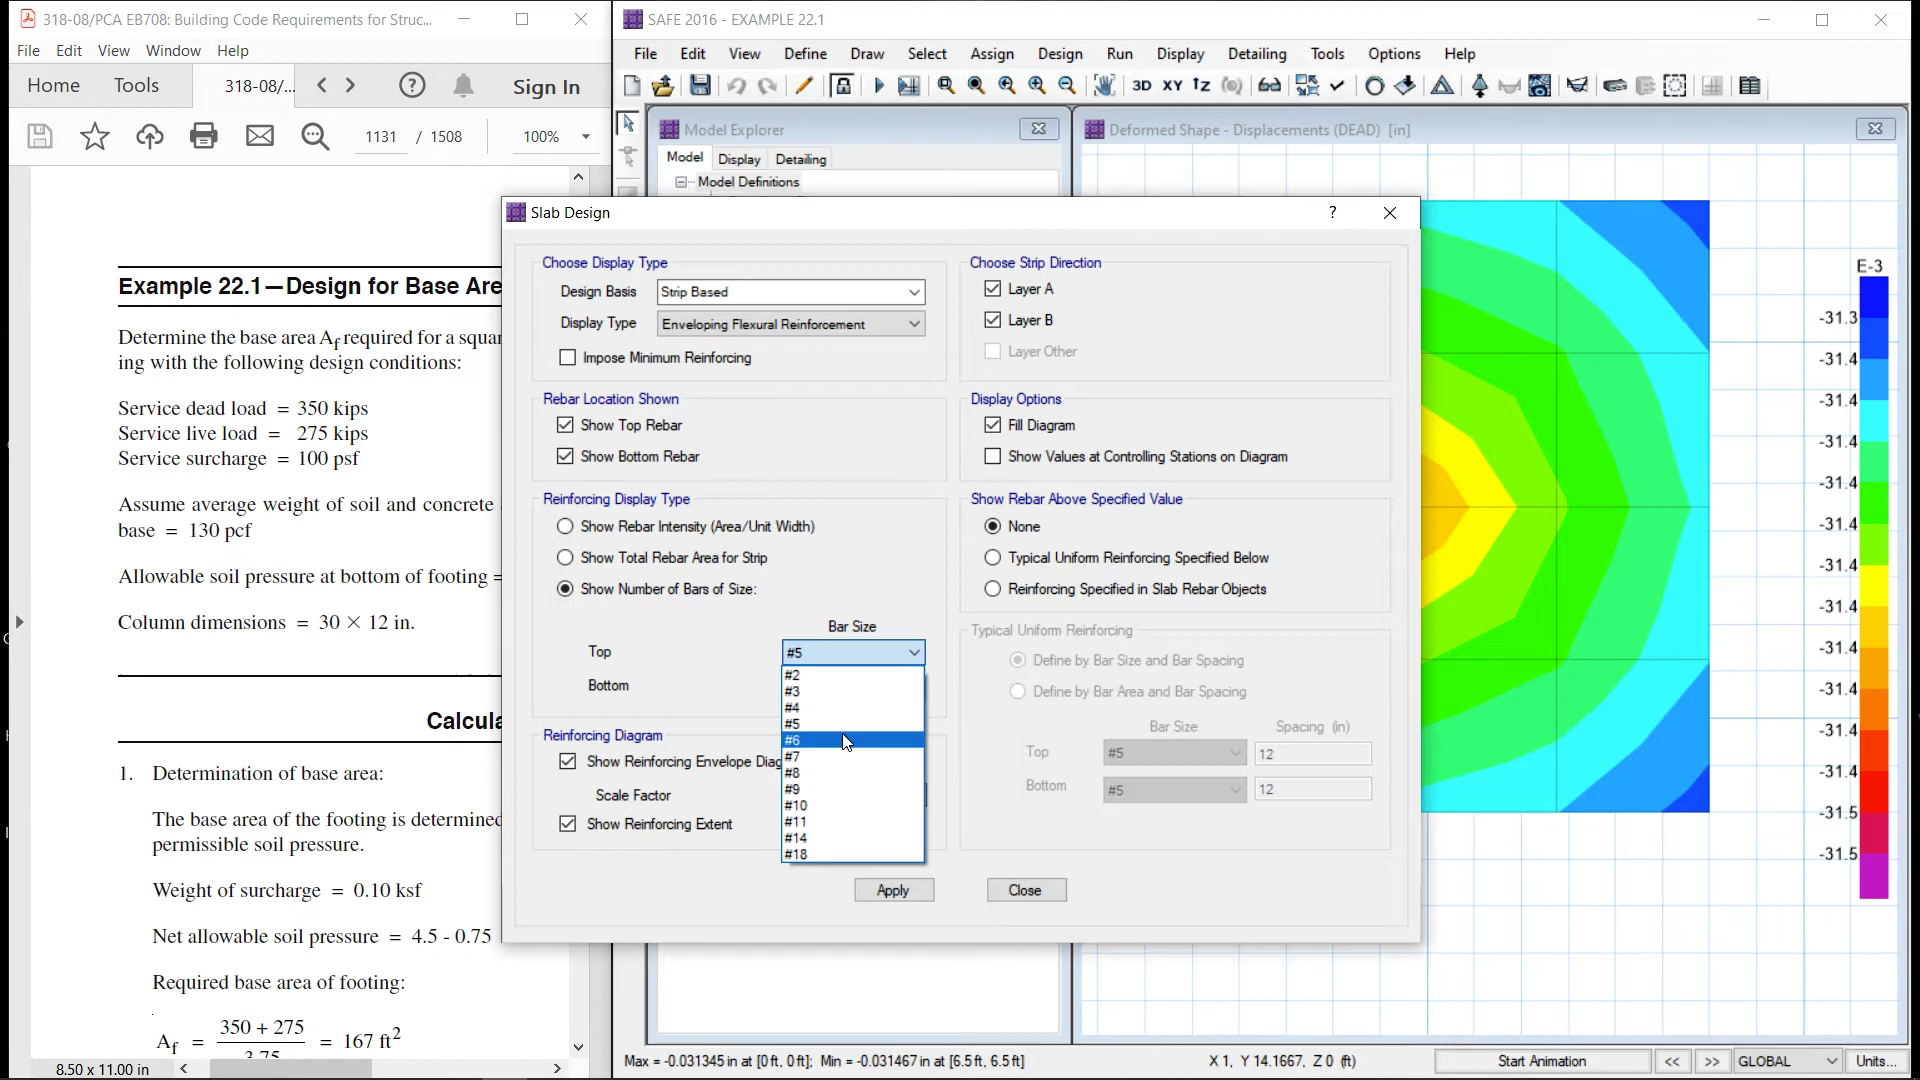 318-08/PCA EB708: Building Code Requirements for Struc...
File Edit View Window Help
Home Tools 318-08/... Sign In
1131 / 1508 100%
Example 22.1—Design for Base Are
Determine the base area Af required for a squar
ing with the following design conditions:
Service dead load = 350 kips
Service live load = 275 kips
Service surcharge = 100 psf
Assume average weight of soil and concrete
base = 130 pcf
Allowable soil pressure at bottom of footing =
Column dimensions = 30 × 12 in.
Calcula
1. Determination of base area:
The base area of the footing is determined
permissible soil pressure.
Weight of surcharge = 0.10 ksf
Net allowable soil pressure = 4.5 - 0.75
Required base area of footing:
Af = 350 + 275 / 3.75 = 167 ft2
8.50 x 11.00 in
SAFE 2016 - EXAMPLE 22.1
File Edit View Define Draw Select Assign Design Run Display Detailing Tools Options Help
3D XY
Model Explorer
Model Display Detailing
Model Definitions
Deformed Shape - Displacements (DEAD) [in]
Slab Design ?
Choose Display Type
Design Basis Strip Based
Display Type Enveloping Flexural Reinforcement
Impose Minimum Reinforcing
Rebar Location Shown
Show Top Rebar
Show Bottom Rebar
Reinforcing Display Type
Show Rebar Intensity (Area/Unit Width)
Show Total Rebar Area for Strip
Show Number of Bars of Size:
Bar Size
Top #5
Bottom
#2
#3
#4
#5
#6
#7
#8
#9
#10
#11
#14
#18
Reinforcing Diagram
Show Reinforcing Envelope Diag
Scale Factor
Show Reinforcing Extent
Choose Strip Direction
Layer A
Layer B
Layer Other
Display Options
Fill Diagram
Show Values at Controlling Stations on Diagram
Show Rebar Above Specified Value
None
Typical Uniform Reinforcing Specified Below
Reinforcing Specified in Slab Rebar Objects
Typical Uniform Reinforcing
Define by Bar Size and Bar Spacing
Define by Bar Area and Bar Spacing
Bar Size Spacing (in)
Top #5 12
Bottom #5 12
Apply Close
E-3
-31.3
-31.4
-31.4
-31.4
-31.4
-31.4
-31.4
-31.4
-31.4
-31.4
-31.4
-31.4
-31.5
-31.5
Max = -0.031345 in at [0 ft, 0 ft]; Min = -0.031467 in at [6.5 ft, 6.5 ft]
X 1, Y 14.1667, Z 0 (ft)
Start Animation << >> GLOBAL Units...